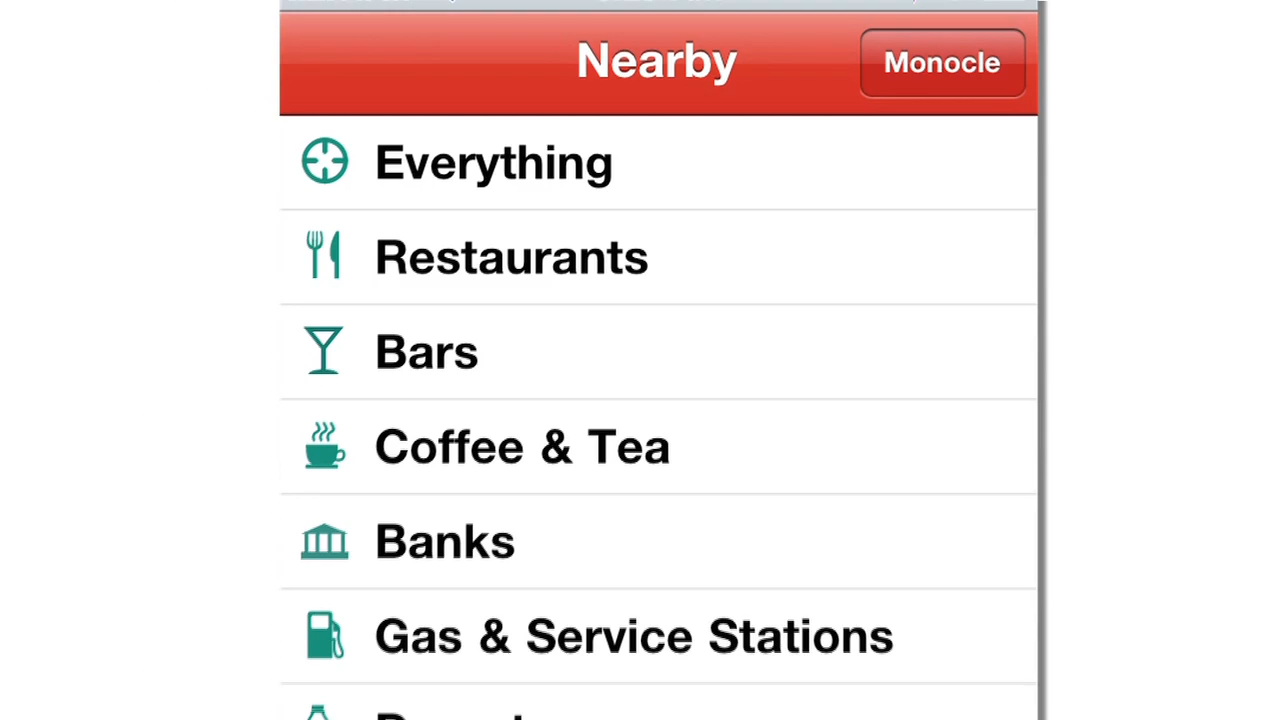 Nearby
Monocle
Everything
Restaurants
Bars
Coffee & Tea
Banks
Gas & Service Stations